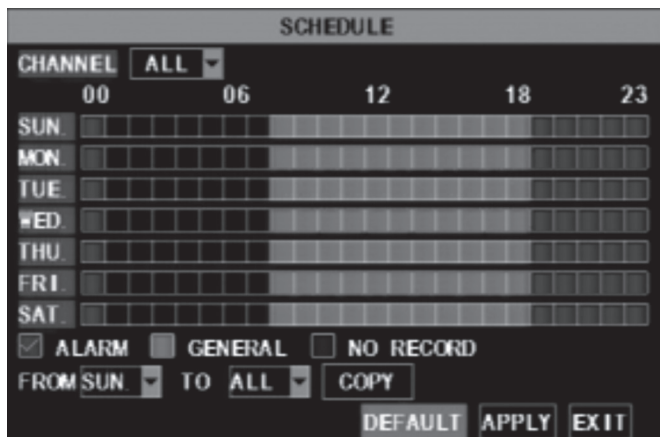 SCHEDULE
CHANNEL ALL
00 06 12 18 23
SUN.
MON.
TUE.
WED.
THU.
FRI.
SAT.
ALARM GENERAL NO RECORD
FROM SUN. TO ALL COPY
DEFAULT APPLY EXIT